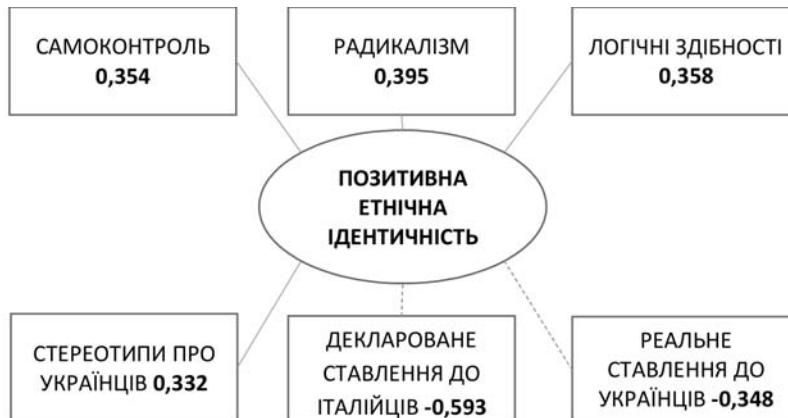 САМОКОНТРОЛЬ
0,354
РАДИКАЛІЗМ
0,395
ЛОГІЧНІ ЗДІБНОСТІ
0,358
ПОЗИТИВНА
ЕТНІЧНА
ІДЕНТИЧНІСТЬ
СТЕРЕОТИПИ ПРО
УКРАЇНЦІВ 0,332
ДЕКЛАРОВАНЕ
СТАВЛЕННЯ ДО
ІТАЛІЙЦІВ -0,593
РЕАЛЬНЕ
СТАВЛЕННЯ ДО
УКРАЇНЦІВ -0,348